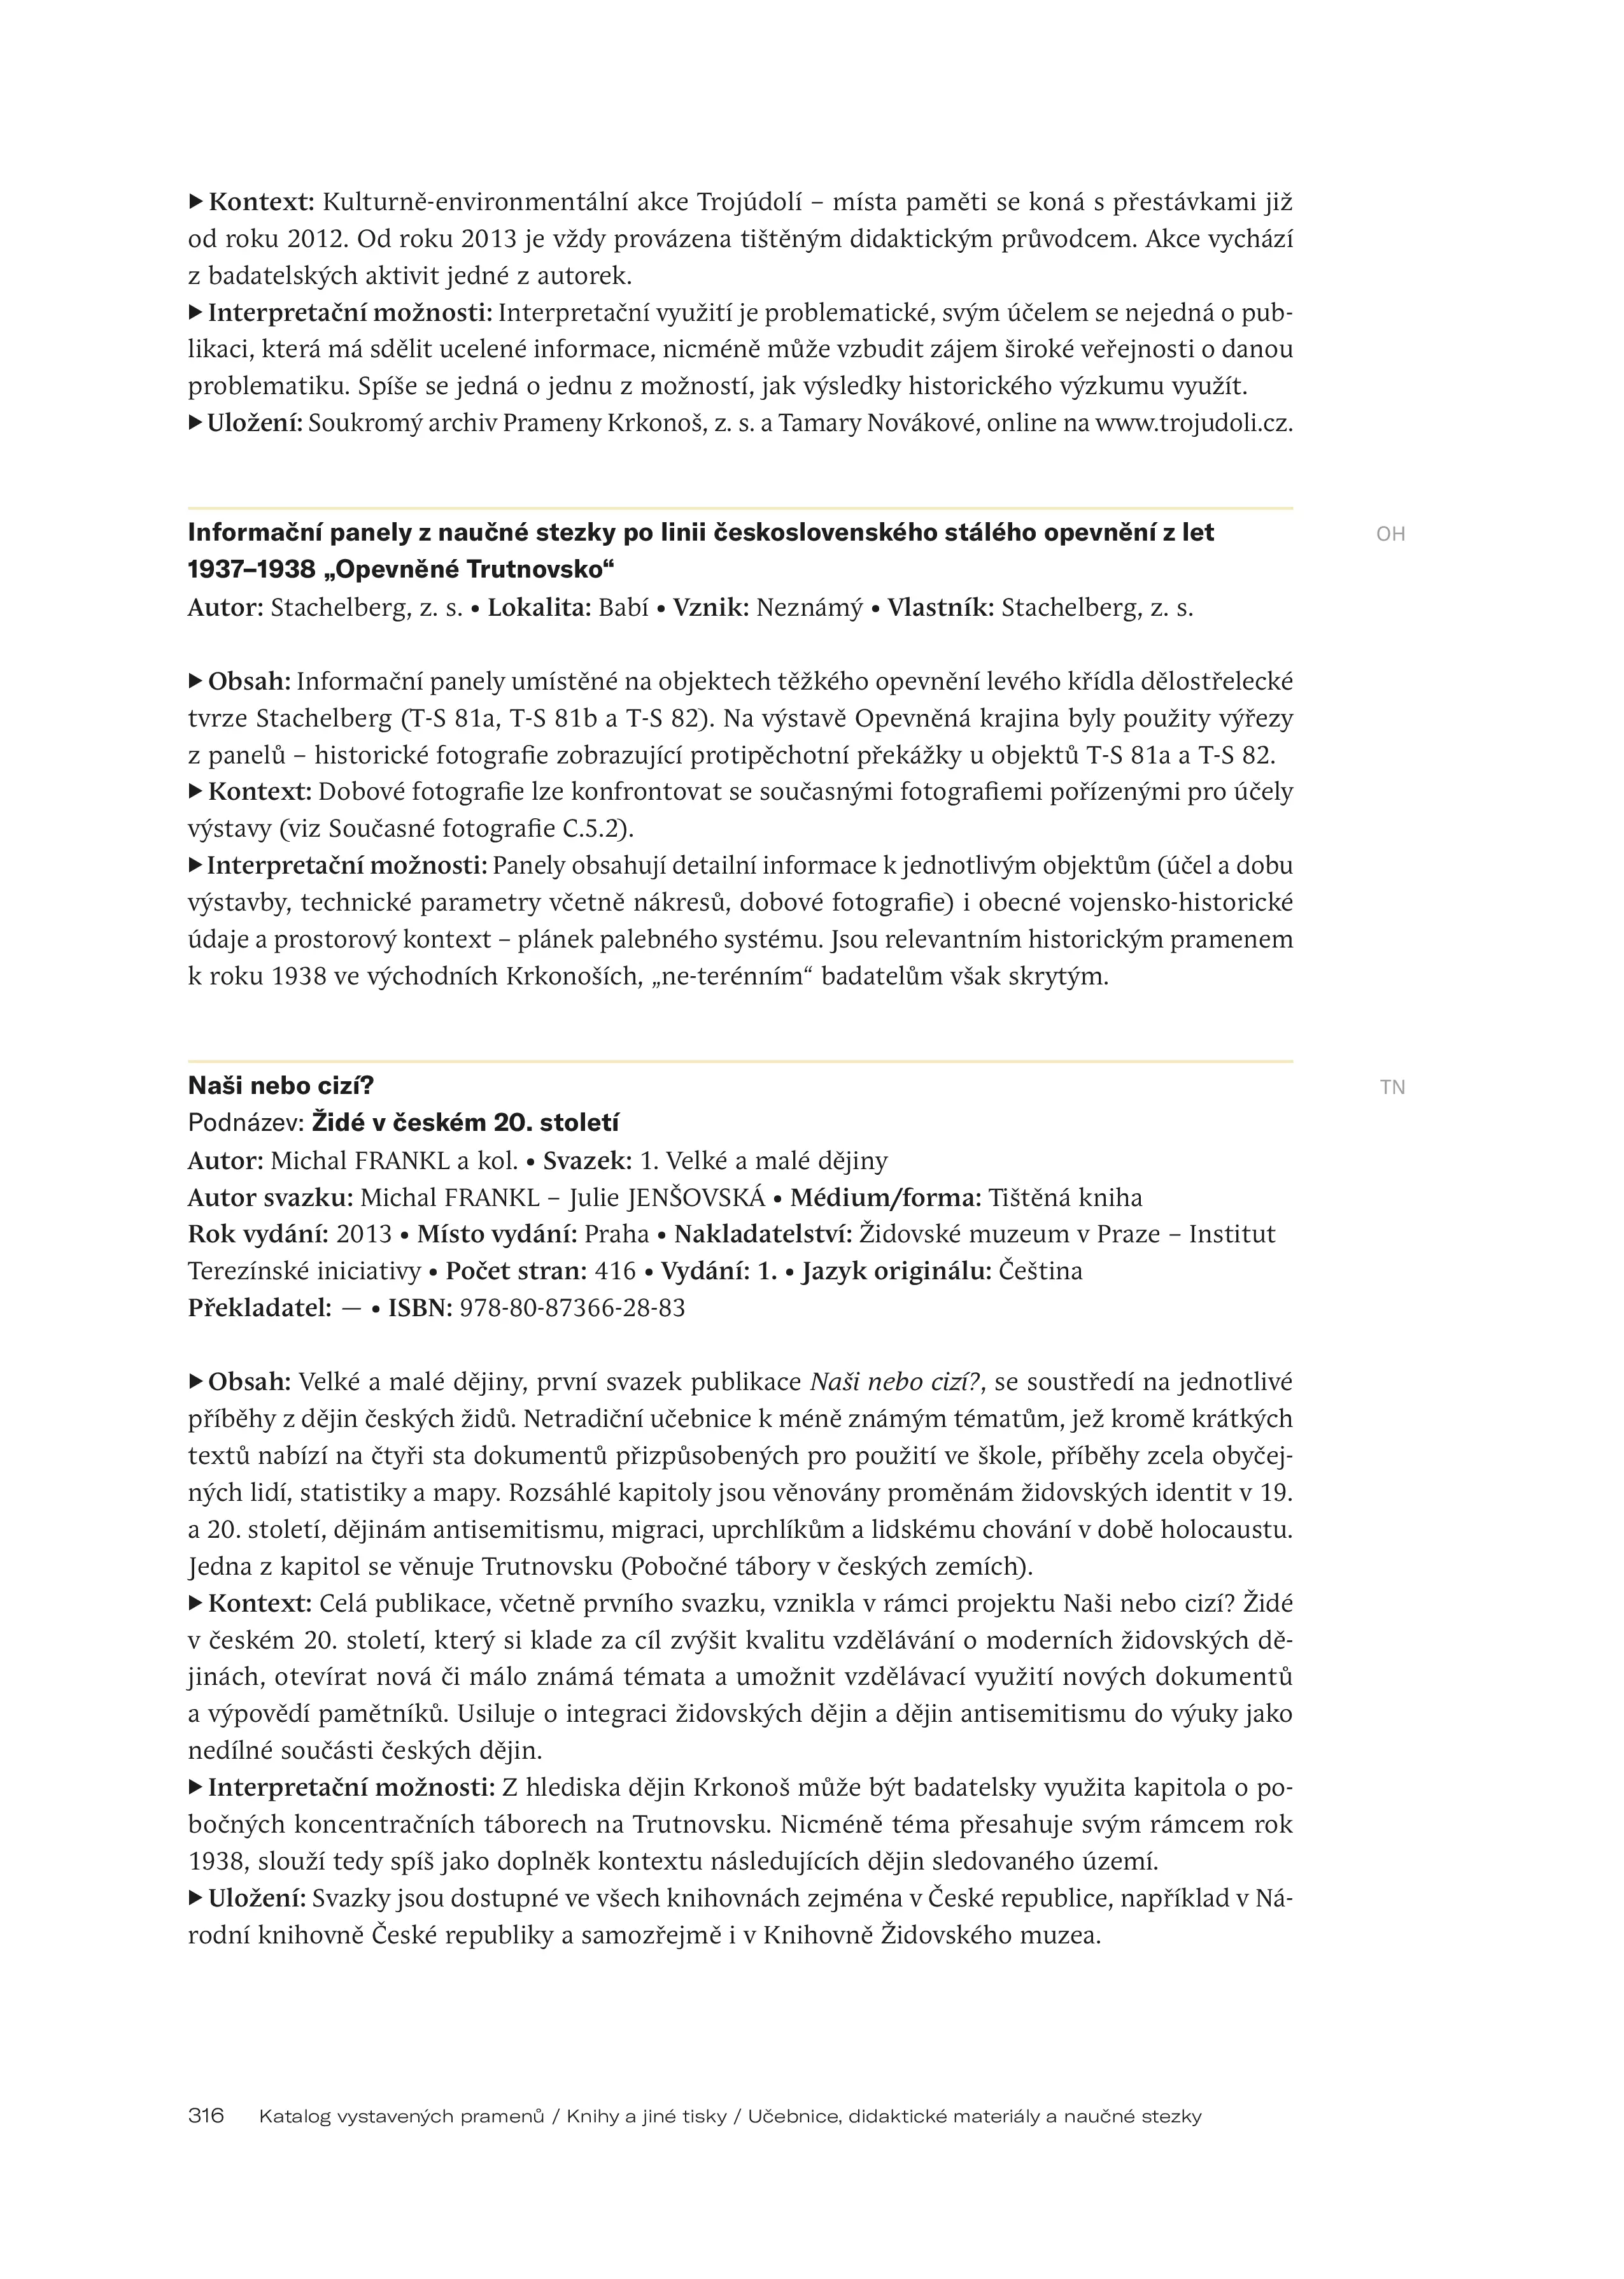 ▶ Kontext: Kulturně-environmentální akce Trojúdolí – místa paměti se koná s přestávkami již
od roku 2012. Od roku 2013 je vždy provázena tištěným didaktickým průvodcem. Akce vychází
z badatelských aktivit jedné z autorek.
▶ Interpretační možnosti: Interpretační využití je problematické, svým účelem se nejedná o pub-
likaci, která má sdělit ucelené informace, nicméně může vzbudit zájem široké veřejnosti o danou
problematiku. Spíše se jedná o jednu z možností, jak výsledky historického výzkumu využít.
▶ Uložení: Soukromý archiv Prameny Krkonoš, z. s. a Tamary Novákové, online na www.trojudoli.cz.
Informační panely z naučné stezky po linii československého stálého opevnění z let OH
1937–1938 „Opevněné Trutnovsko“
Autor: Stachelberg, z. s. • Lokalita: Babí • Vznik: Neznámý • Vlastník: Stachelberg, z. s.
▶ Obsah: Informační panely umístěné na objektech těžkého opevnění levého křídla dělostřelecké
tvrze Stachelberg (T-S 81a, T-S 81b a T-S 82). Na výstavě Opevněná krajina byly použity výřezy
z panelů – historické fotografie zobrazující protipěchotní překážky u objektů T-S 81a a T-S 82.
▶ Kontext: Dobové fotografie lze konfrontovat se současnými fotografiemi pořízenými pro účely
výstavy (viz Současné fotografie C.5.2).
▶ Interpretační možnosti: Panely obsahují detailní informace k jednotlivým objektům (účel a dobu
výstavby, technické parametry včetně nákresů, dobové fotografie) i obecné vojensko-historické
údaje a prostorový kontext – plánek palebného systému. Jsou relevantním historickým pramenem
k roku 1938 ve východních Krkonoších, „ne-terénním“ badatelům však skrytým.
Naši nebo cizí? TN
Podnázev: Židé v českém 20. století
Autor: Michal FRANKL a kol. • Svazek: 1. Velké a malé dějiny
Autor svazku: Michal FRANKL – Julie JENŠOVSKÁ • Médium/forma: Tištěná kniha
Rok vydání: 2013 • Místo vydání: Praha • Nakladatelství: Židovské muzeum v Praze – Institut
Terezínské iniciativy • Počet stran: 416 • Vydání: 1. • Jazyk originálu: Čeština
Překladatel: — • ISBN: 978-80-87366-28-83
▶ Obsah: Velké a malé dějiny, první svazek publikace Naši nebo cizí?, se soustředí na jednotlivé
příběhy z dějin českých židů. Netradiční učebnice k méně známým tématům, jež kromě krátkých
textů nabízí na čtyři sta dokumentů přizpůsobených pro použití ve škole, příběhy zcela obyčej-
ných lidí, statistiky a mapy. Rozsáhlé kapitoly jsou věnovány proměnám židovských identit v 19.
a 20. století, dějinám antisemitismu, migraci, uprchlíkům a lidskému chování v době holocaustu.
Jedna z kapitol se věnuje Trutnovsku (Pobočné tábory v českých zemích).
▶ Kontext: Celá publikace, včetně prvního svazku, vznikla v rámci projektu Naši nebo cizí? Židé
v českém 20. století, který si klade za cíl zvýšit kvalitu vzdělávání o moderních židovských dě-
jinách, otevírat nová či málo známá témata a umožnit vzdělávací využití nových dokumentů
a výpovědí pamětníků. Usiluje o integraci židovských dějin a dějin antisemitismu do výuky jako
nedílné součásti českých dějin.
▶ Interpretační možnosti: Z hlediska dějin Krkonoš může být badatelsky využita kapitola o po-
bočných koncentračních táborech na Trutnovsku. Nicméně téma přesahuje svým rámcem rok
1938, slouží tedy spíš jako doplněk kontextu následujících dějin sledovaného území.
▶ Uložení: Svazky jsou dostupné ve všech knihovnách zejména v České republice, například v Ná-
rodní knihovně České republiky a samozřejmě i v Knihovně Židovského muzea.
316 Katalog vystavených pramenů / Knihy a jiné tisky / Učebnice, didaktické materiály a naučné stezky